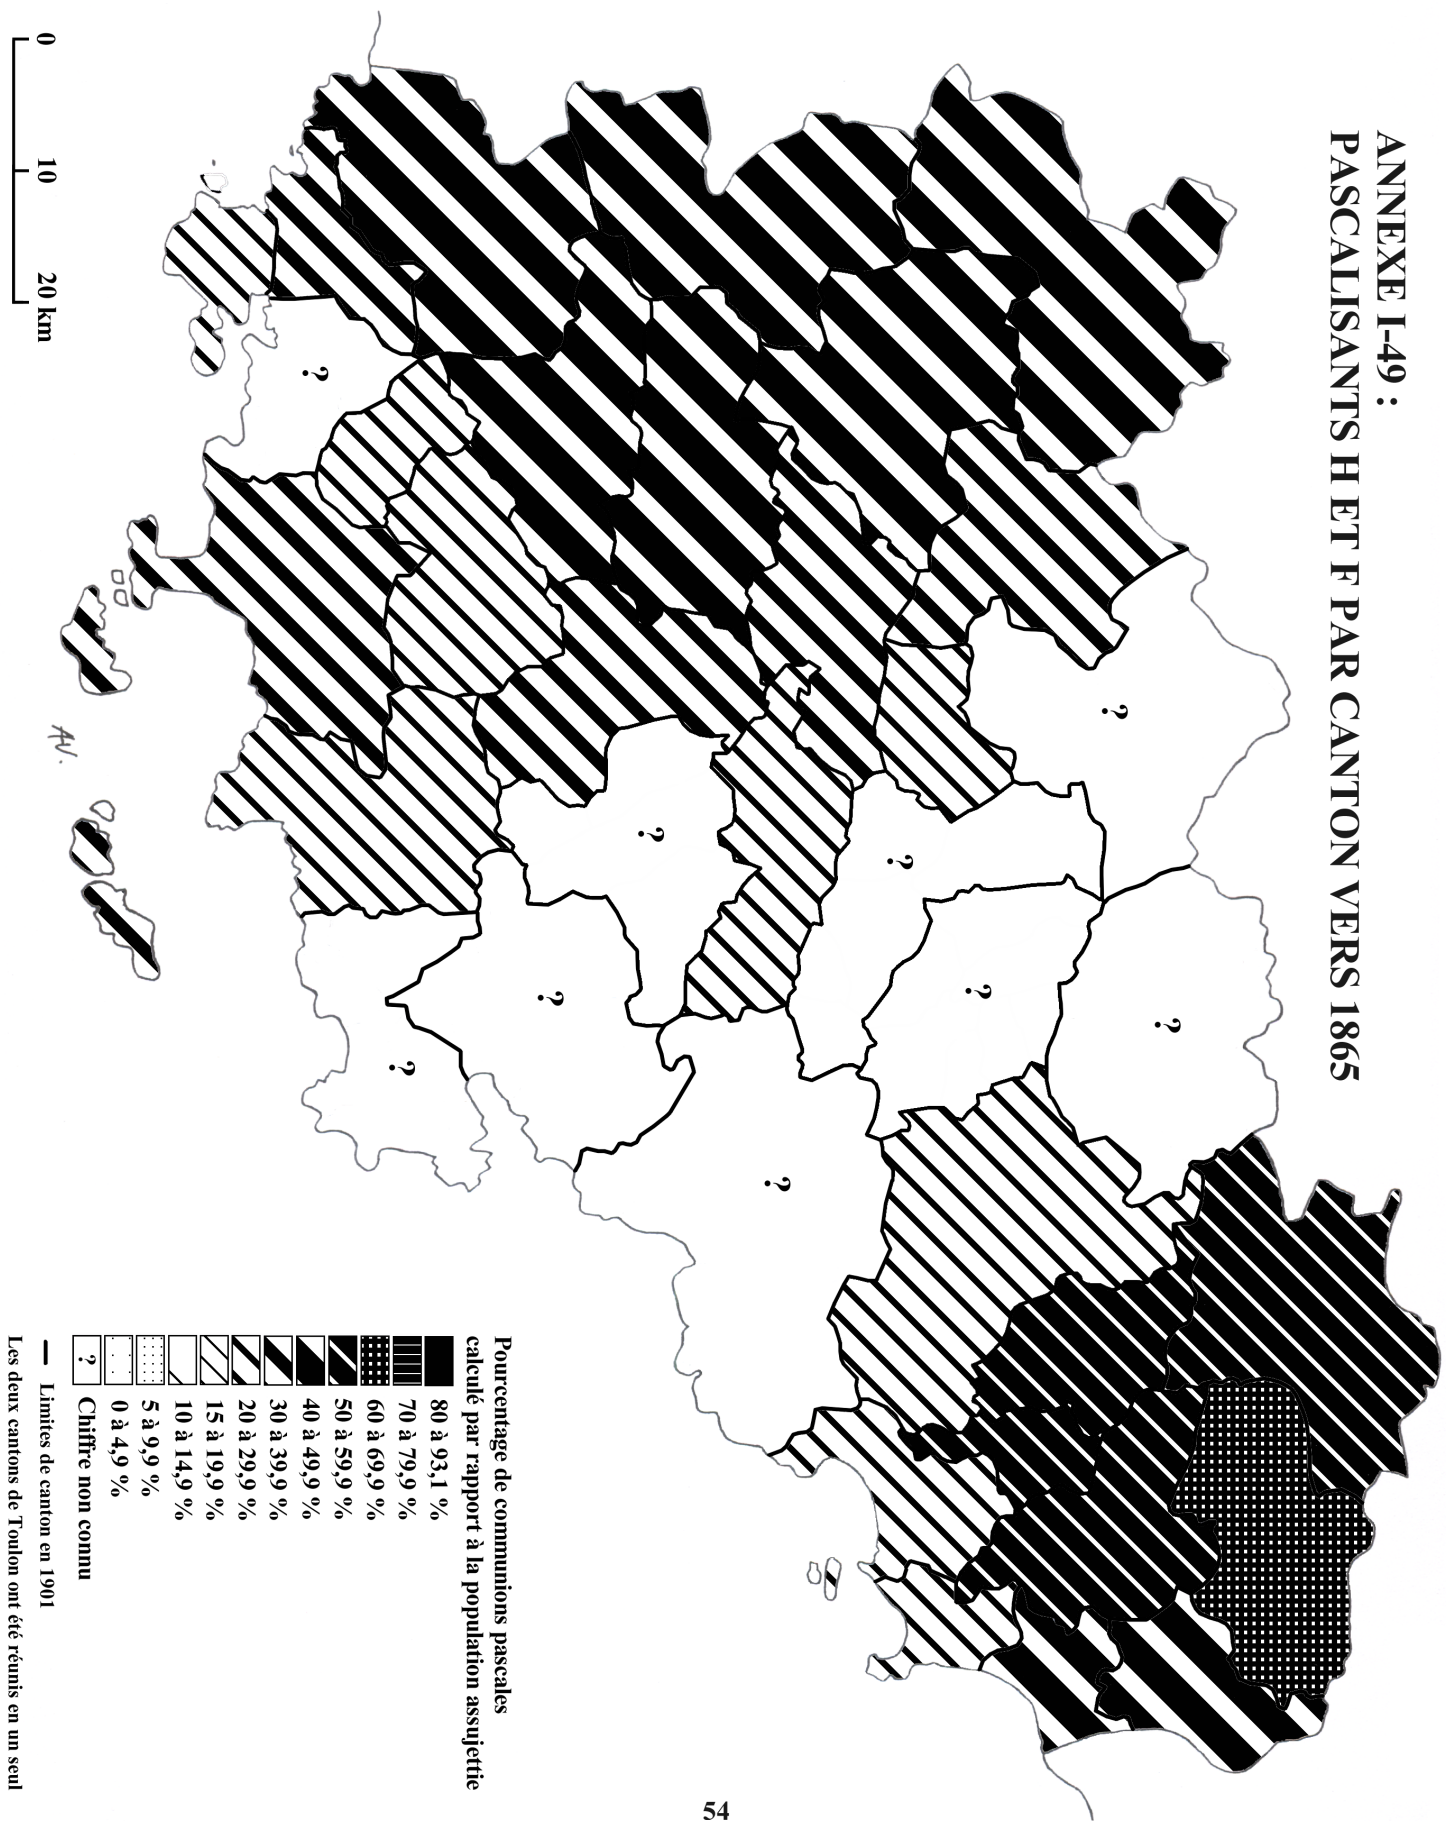 ANNEXE I-49 :
PASCALISANTS H ET F PAR CANTON VERS 1865
?
?
?
?
?
?
?
?
?
0 10 20 km
AV.
Pourcentage de communions pascales
calculé par rapport à la population assujettie
80 à 93,1 %
70 à 79,9 %
60 à 69,9 %
50 à 59,9 %
40 à 49,9 %
30 à 39,9 %
20 à 29,9 %
15 à 19,9 %
10 à 14,9 %
5 à 9,9 %
0 à 4,9 %
? Chiffre non connu
Limites de canton en 1901
Les deux cantons de Toulon ont été réunis en un seul
54